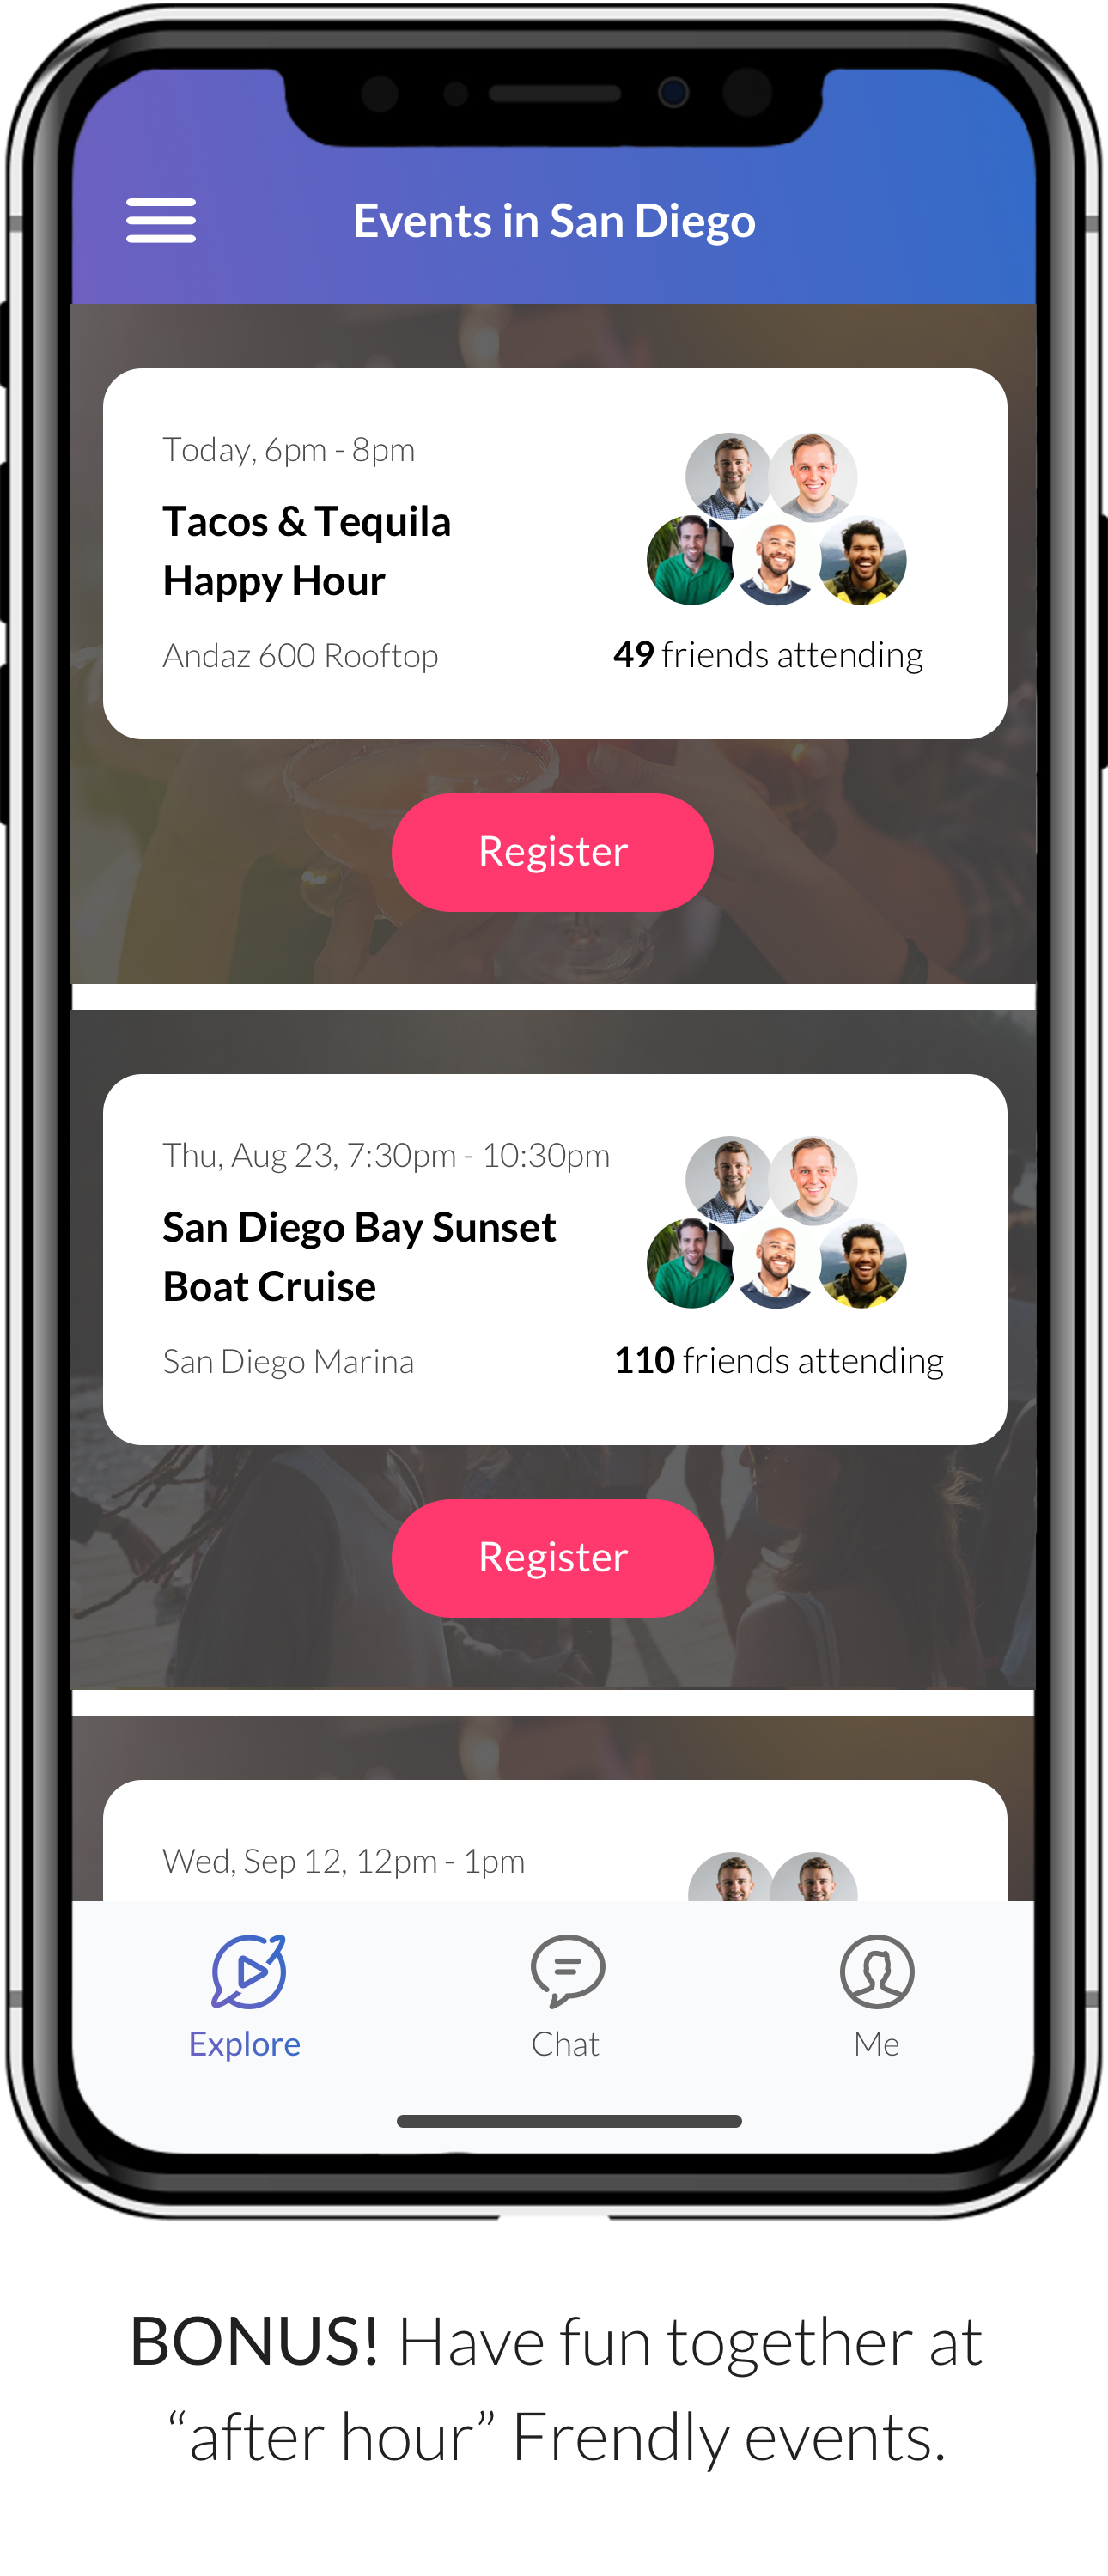 Events in San Diego
Today, 6pm - 8pm
Tacos & Tequila
Happy Hour
Andaz 600 Rooftop
49 friends attending
Register
Thu, Aug 23, 7:30pm - 10:30pm
San Diego Bay Sunset
Boat Cruise
San Diego Marina
110 friends attending
Register
Wed, Sep 12, 12pm - 1pm
Explore
Chat
Me
BONUS! Have fun together at
“after hour” Frendly events.